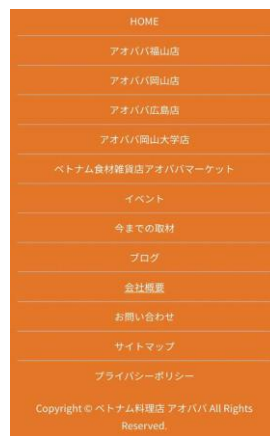 HOME
アオババ福山店
アオババ岡山店
アオババ広島店
アオババ岡山大学店
ベトナム食材雑貨店アオババマーケット
イベント
今までの取材
ブログ
会社概要
お問い合わせ
サイトマップ
プライバシーポリシー
Copyright © ベトナム料理店 アオババ All Rights
Reserved.